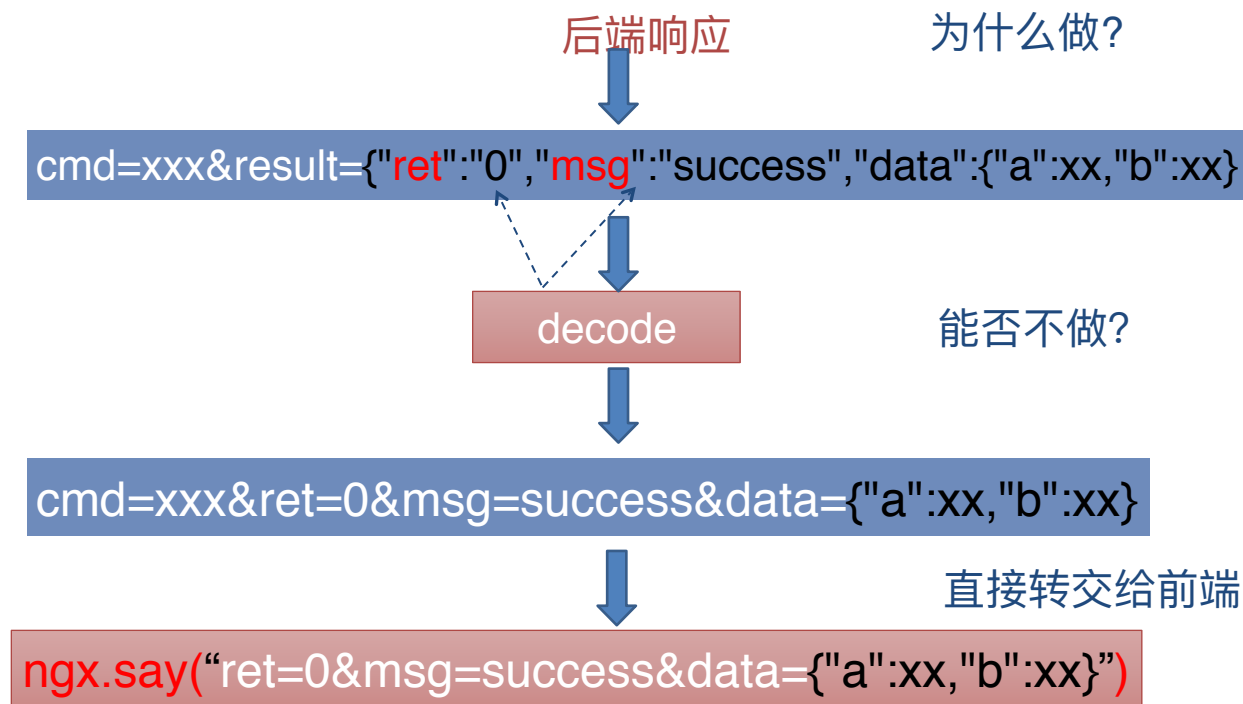 后端响应
为什么做?
cmd=xxx&result={"ret":"0","msg":"success","data":{"a":xx,"b":xx}
decode
能否不做?
cmd=xxx&ret=0&msg=success&data={"a":xx,"b":xx}
直接转交给前端
ngx.say(“ret=0&msg=success&data={"a":xx,"b":xx}”)